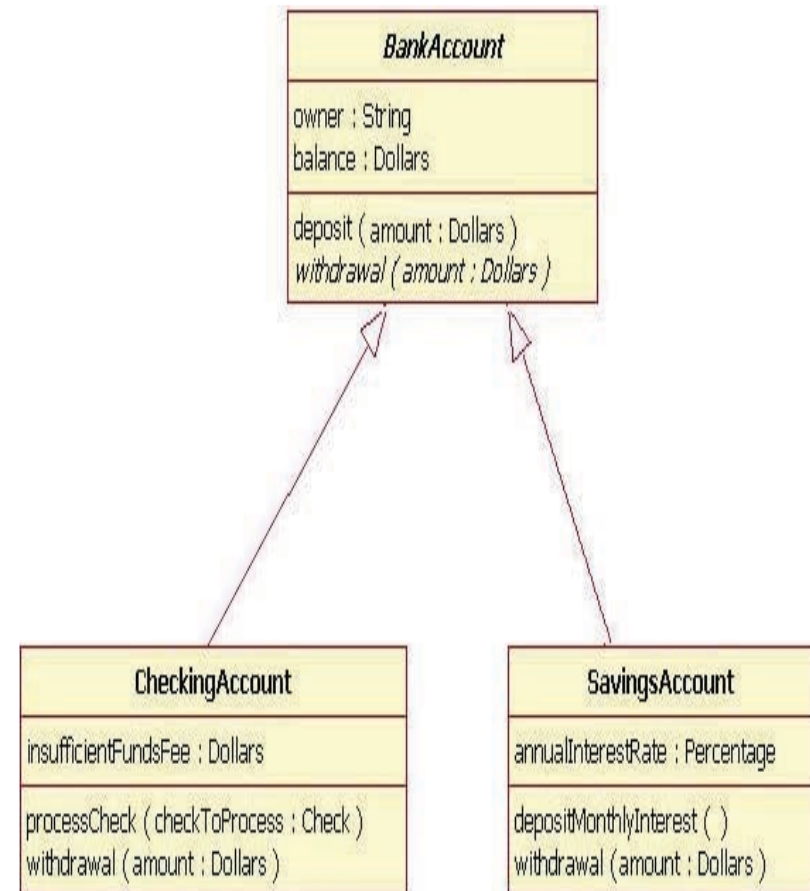 BankAccount
owner : String
balance : Dollars
deposit ( amount : Dollars )
withdrawal ( amount : Dollars )
CheckingAccount
insufficientFundsFee : Dollars
processCheck ( checkToProcess : Check )
withdrawal ( amount : Dollars )
SavingsAccount
annualInterestRate : Percentage
depositMonthlyInterest ( )
withdrawal ( amount : Dollars )